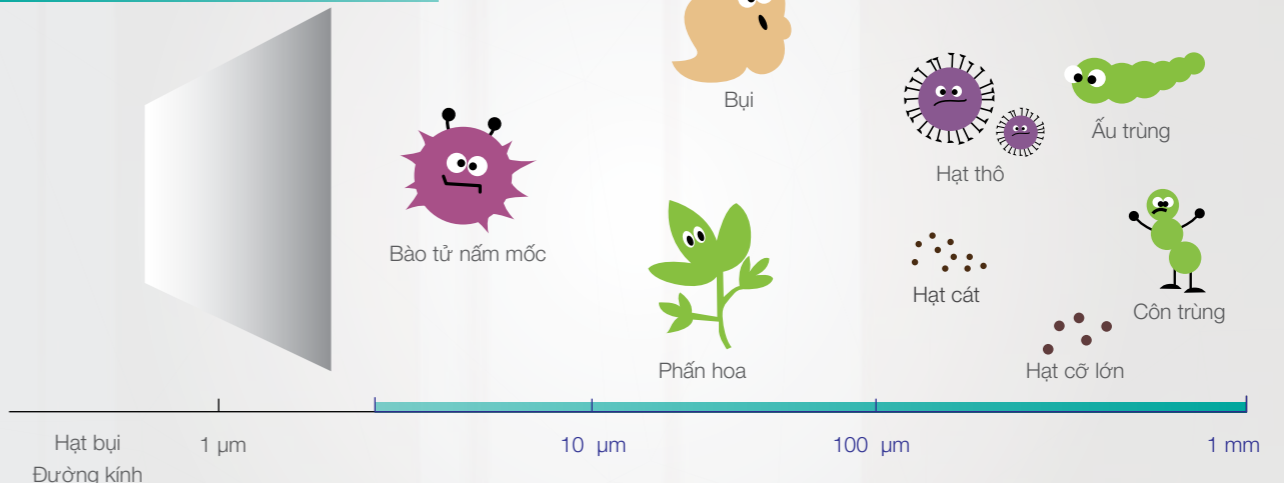 Bụi
Ấu trùng
Hạt thô
Bào tử nấm mốc
Hạt cát
Côn trùng
Phấn hoa
Hạt cỡ lớn
Hạt bụi
Đường kính
1 µm
10 µm
100 µm
1 mm